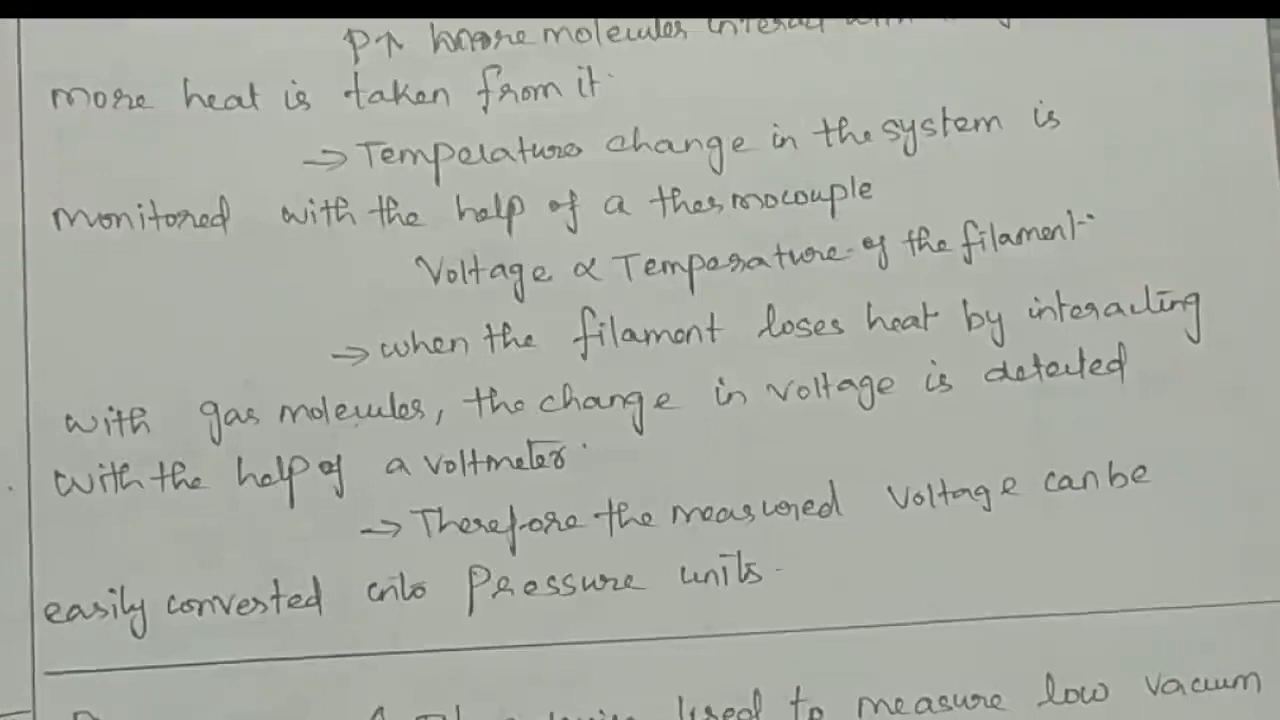 P↑ more molecules interact with
more heat is taken from it.
→ Temperature change in the system is
monitored with the help of a thermocouple
Voltage ∝ Temperature of the filament.
→ when the filament loses heat by interacting
with gas molecules, the change in voltage is detected
with the help of a voltmeter.
→ Therefore the measured voltage can be
easily converted into Pressure units.
used to measure low vacuum